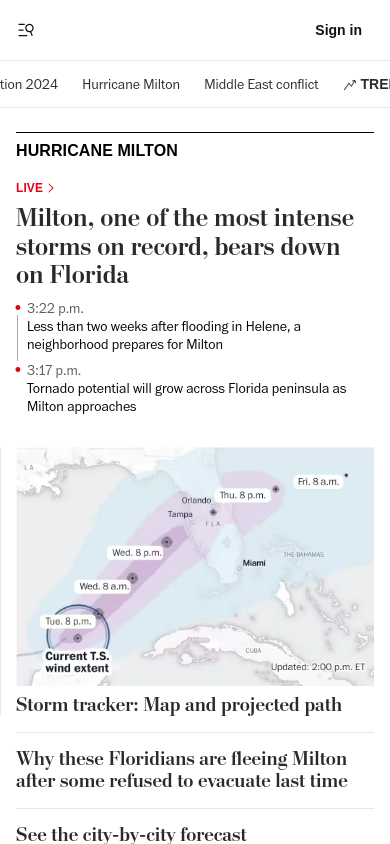 Sign in
tion 2024
Hurricane Milton
Middle East conflict
TRE
HURRICANE MILTON
LIVE
Milton, one of the most intense
storms on record, bears down
on Florida
3:22 p.m.
Less than two weeks after flooding in Helene, a
neighborhood prepares for Milton
3:17 p.m.
Tornado potential will grow across Florida peninsula as
Milton approaches
LA.
Fri. 8 a.m.
Thu. 8 p.m.
Orlando
Tampa
FLA.
Wed. 8 p.m.
THE BAHAMAS
Miami
Wed. 8 a.m.
Tue. 8 p.m.
CUBA
Current T.S.
wind extent
Updated: 2:00 p.m. ET
Storm tracker: Map and projected path
Why these Floridians are fleeing Milton
after some refused to evacuate last time
See the city-by-city forecast